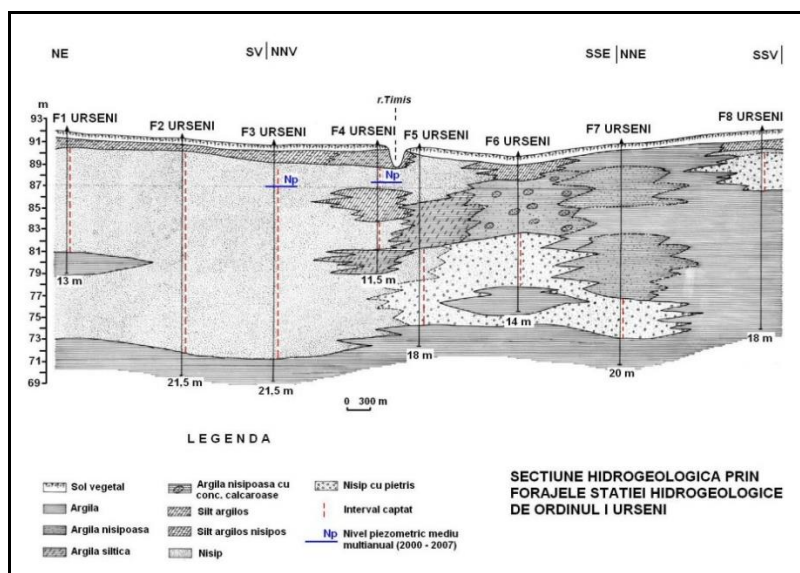 NE
SV NNV
SSE NNE
SSV
r.Timis
m
F1 URSENI
F2 URSENI
F3 URSENI
F4 URSENI
F5 URSENI
F6 URSENI
F7 URSENI
F8 URSENI
93
91
89
87
85
83
81
79
77
75
73
71
69
Np
Np
13 m
21,5 m
21,5 m
11,5 m
18 m
14 m
20 m
18 m
0 300 m
LEGENDA
Sol vegetal
Argila
Argila nisipoasa
Argila siltica
Argila nisipoasa cu
conc. calcaroase
Silt argilos
Silt argilos nisipos
Nisip
Nisip cu pietris
Interval captat
Np Nivel piezometric mediu
multianual (2000 - 2007)
SECTIUNE HIDROGEOLOGICA PRIN
FORAJELE STATIEI HIDROGEOLOGICE
DE ORDINUL I URSENI